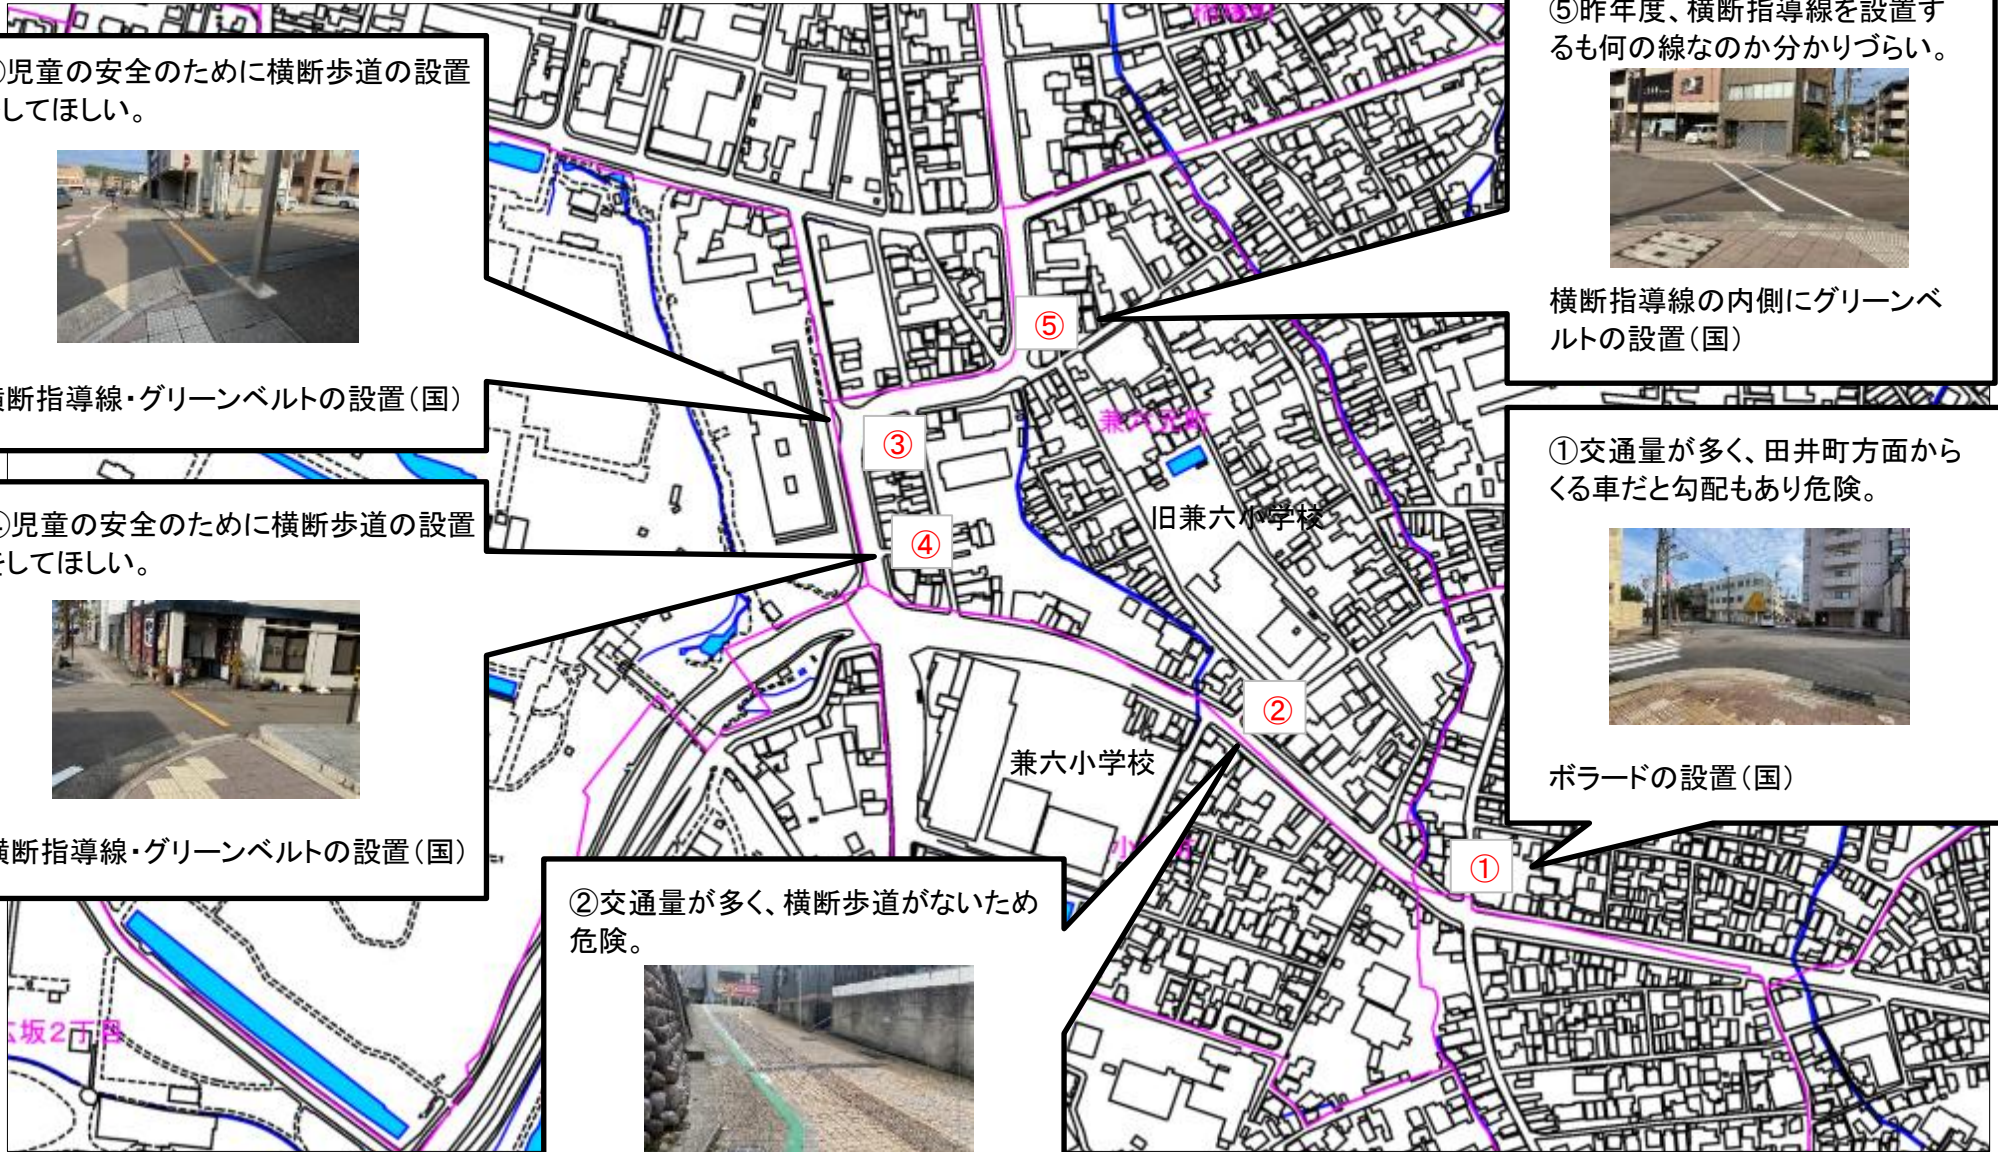 児童の安全のために横断歩道の設置
してほしい。
断指導線・グリーンベルトの設置(国)
児童の安全のために横断歩道の設置
してほしい。
横断指導線・グリーンベルトの設置(国)
⑤昨年度、横断指導線を設置す
るも何の線なのか分かりづらい。
横断指導線の内側にグリーンベ
ルトの設置(国)
①交通量が多く、田井町方面から
くる車だと勾配もあり危険。
ボラードの設置(国)
②交通量が多く、横断歩道がないため
危険。
⑤
③
④
②
①
兼六元町
旧兼六小学校
兼六小学校
坂2丁目